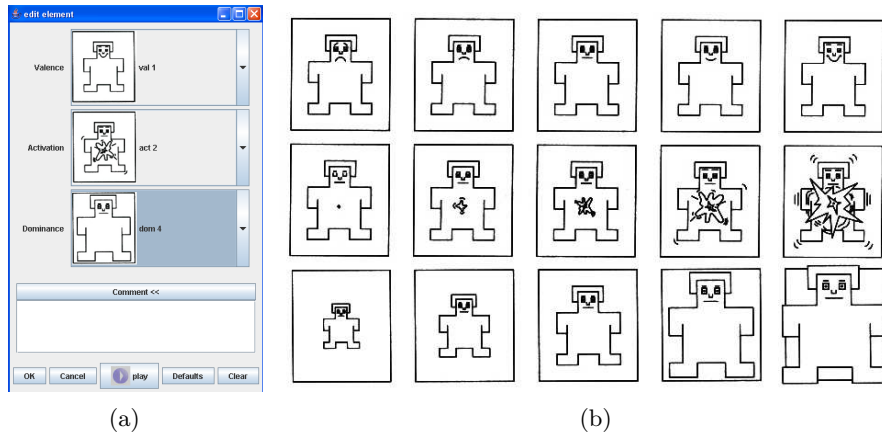 edit element
Valence
val 1
Activation
act 2
Dominance
dom 4
Comment <<
OK Cancel play Defaults Clear
(a) (b)